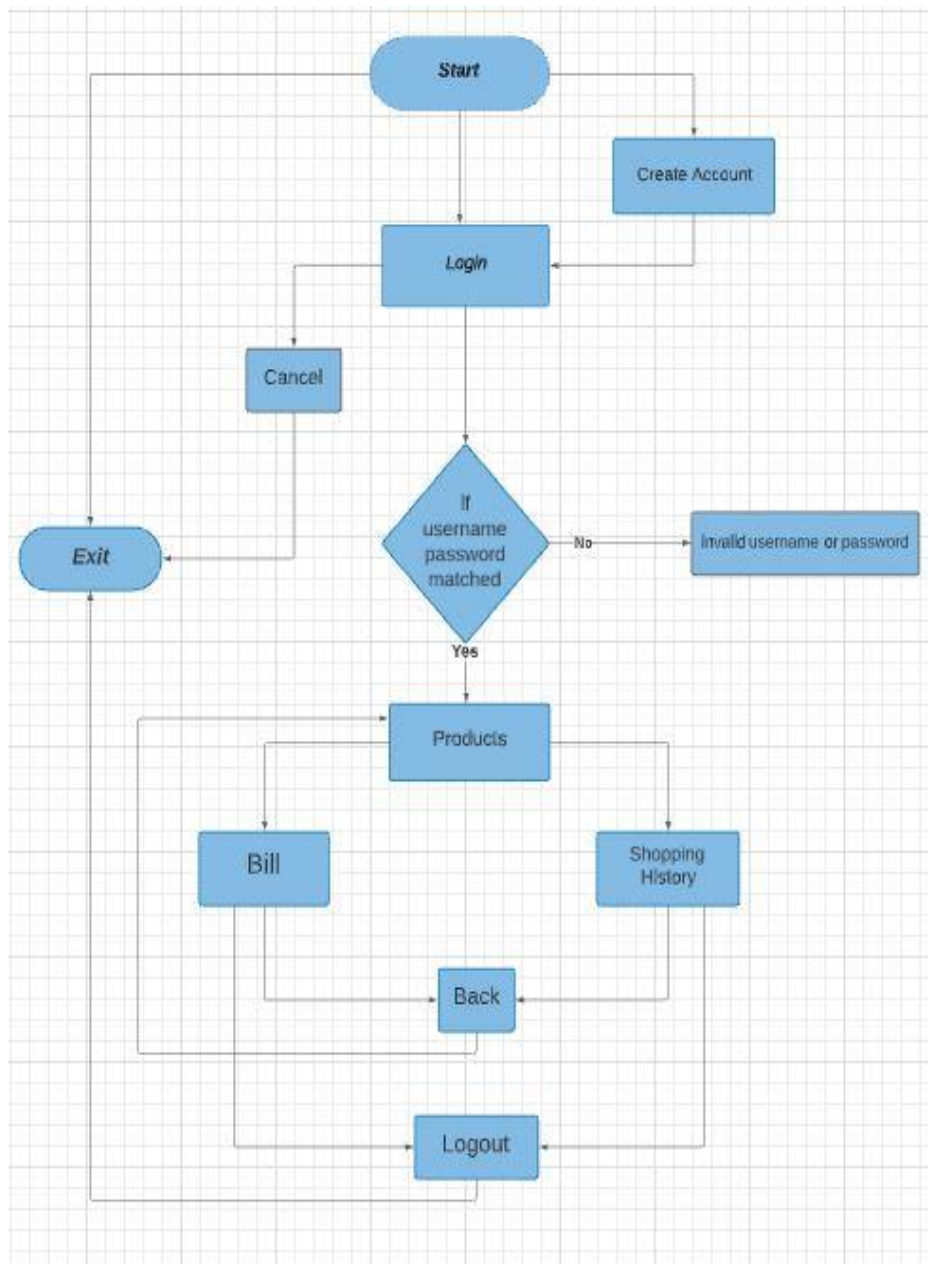 Start
Create Account
Login
Cancel
If
username
password
matched
No
Invalid username or password
Exit
Yes
Products
Bill
Shopping
History
Back
Logout